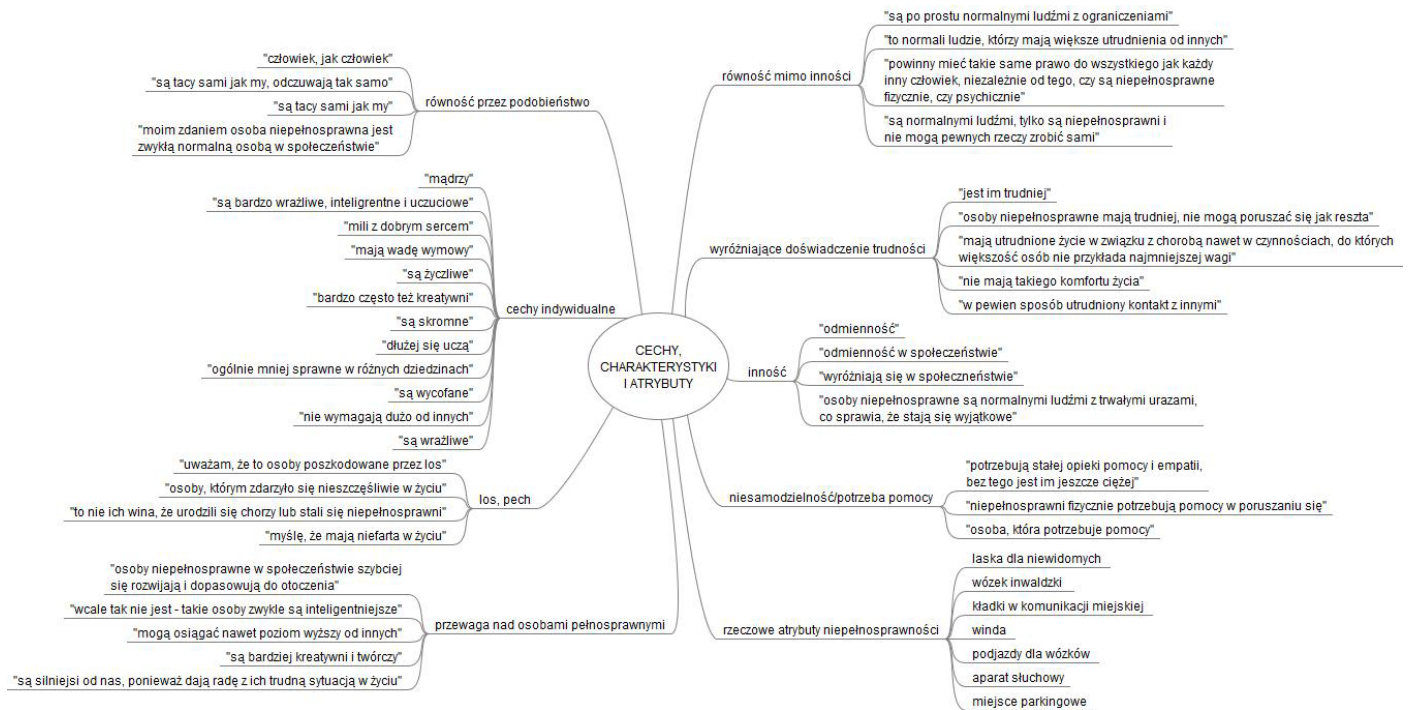 CECHY,
CHARAKTERYSTYKI
I ATRYBUTY
równość przez podobieństwo
"człowiek, jak człowiek"
"są tacy sami jak my, odczuwają tak samo"
"są tacy sami jak my"
"moim zdaniem osoba niepełnosprawna jest
zwykłą normalną osobą w społeczeństwie"
cechy indywidualne
"mądrzy"
"są bardzo wrażliwe, inteligrentne i uczuciowe"
"mili z dobrym sercem"
"mają wadę wymowy"
"są życzliwe"
"bardzo często też kreatywni"
"są skromne"
"dłużej się uczą"
"ogólnie mniej sprawne w różnych dziedzinach"
"są wycofane"
"nie wymagają dużo od innych"
"są wrażliwe"
los, pech
"uważam, że to osoby poszkodowane przez los"
"osoby, którym zdarzyło się nieszczęśliwie w życiu"
"to nie ich wina, że urodzili się chorzy lub stali się niepełnosprawni"
"myślę, że mają niefarta w życiu"
przewaga nad osobami pełnosprawnymi
"osoby niepełnosprawne w społeczeństwie szybciej
się rozwijają i dopasowują do otoczenia"
"wcale tak nie jest - takie osoby zwykle są inteligentniejsze"
"mogą osiągać nawet poziom wyższy od innych"
"są bardziej kreatywni i twórczy"
"są silniejsi od nas, ponieważ dają radę z ich trudną sytuacją w życiu"
równość mimo inności
"są po prostu normalnymi ludźmi z ograniczeniami"
"to normali ludzie, którzy mają większe utrudnienia od innych"
"powinny mieć takie same prawo do wszystkiego jak każdy
inny człowiek, niezależnie od tego, czy są niepełnosprawne
fizycznie, czy psychicznie"
"są normalnymi ludźmi, tylko są niepełnosprawni i
nie mogą pewnych rzeczy zrobić sami"
wyróżniające doświadczenie trudności
"jest im trudniej"
"osoby niepełnosprawne mają trudniej, nie mogą poruszać się jak reszta"
"mają utrudnione życie w związku z chorobą nawet w czynnościach, do których
większość osób nie przykłada najmniejszej wagi"
"nie mają takiego komfortu życia"
"w pewien sposób utrudniony kontakt z innymi"
inność
"odmienność"
"odmienność w społeczeństwie"
"wyróżniają się w społeczneństwie"
"osoby niepełnosprawne są normalnymi ludźmi z trwałymi urazami,
co sprawia, że stają się wyjątkowe"
niesamodzielność/potrzeba pomocy
"potrzebują stałej opieki pomocy i empatii,
bez tego jest im jeszcze ciężej"
"niepełnosprawni fizycznie potrzebują pomocy w poruszaniu się"
"osoba, która potrzebuje pomocy"
rzeczowe atrybuty niepełnosprawności
laska dla niewidomych
wózek inwaldzki
kładki w komunikacji miejskiej
winda
podjazdy dla wózków
aparat słuchowy
miejsce parkingowe